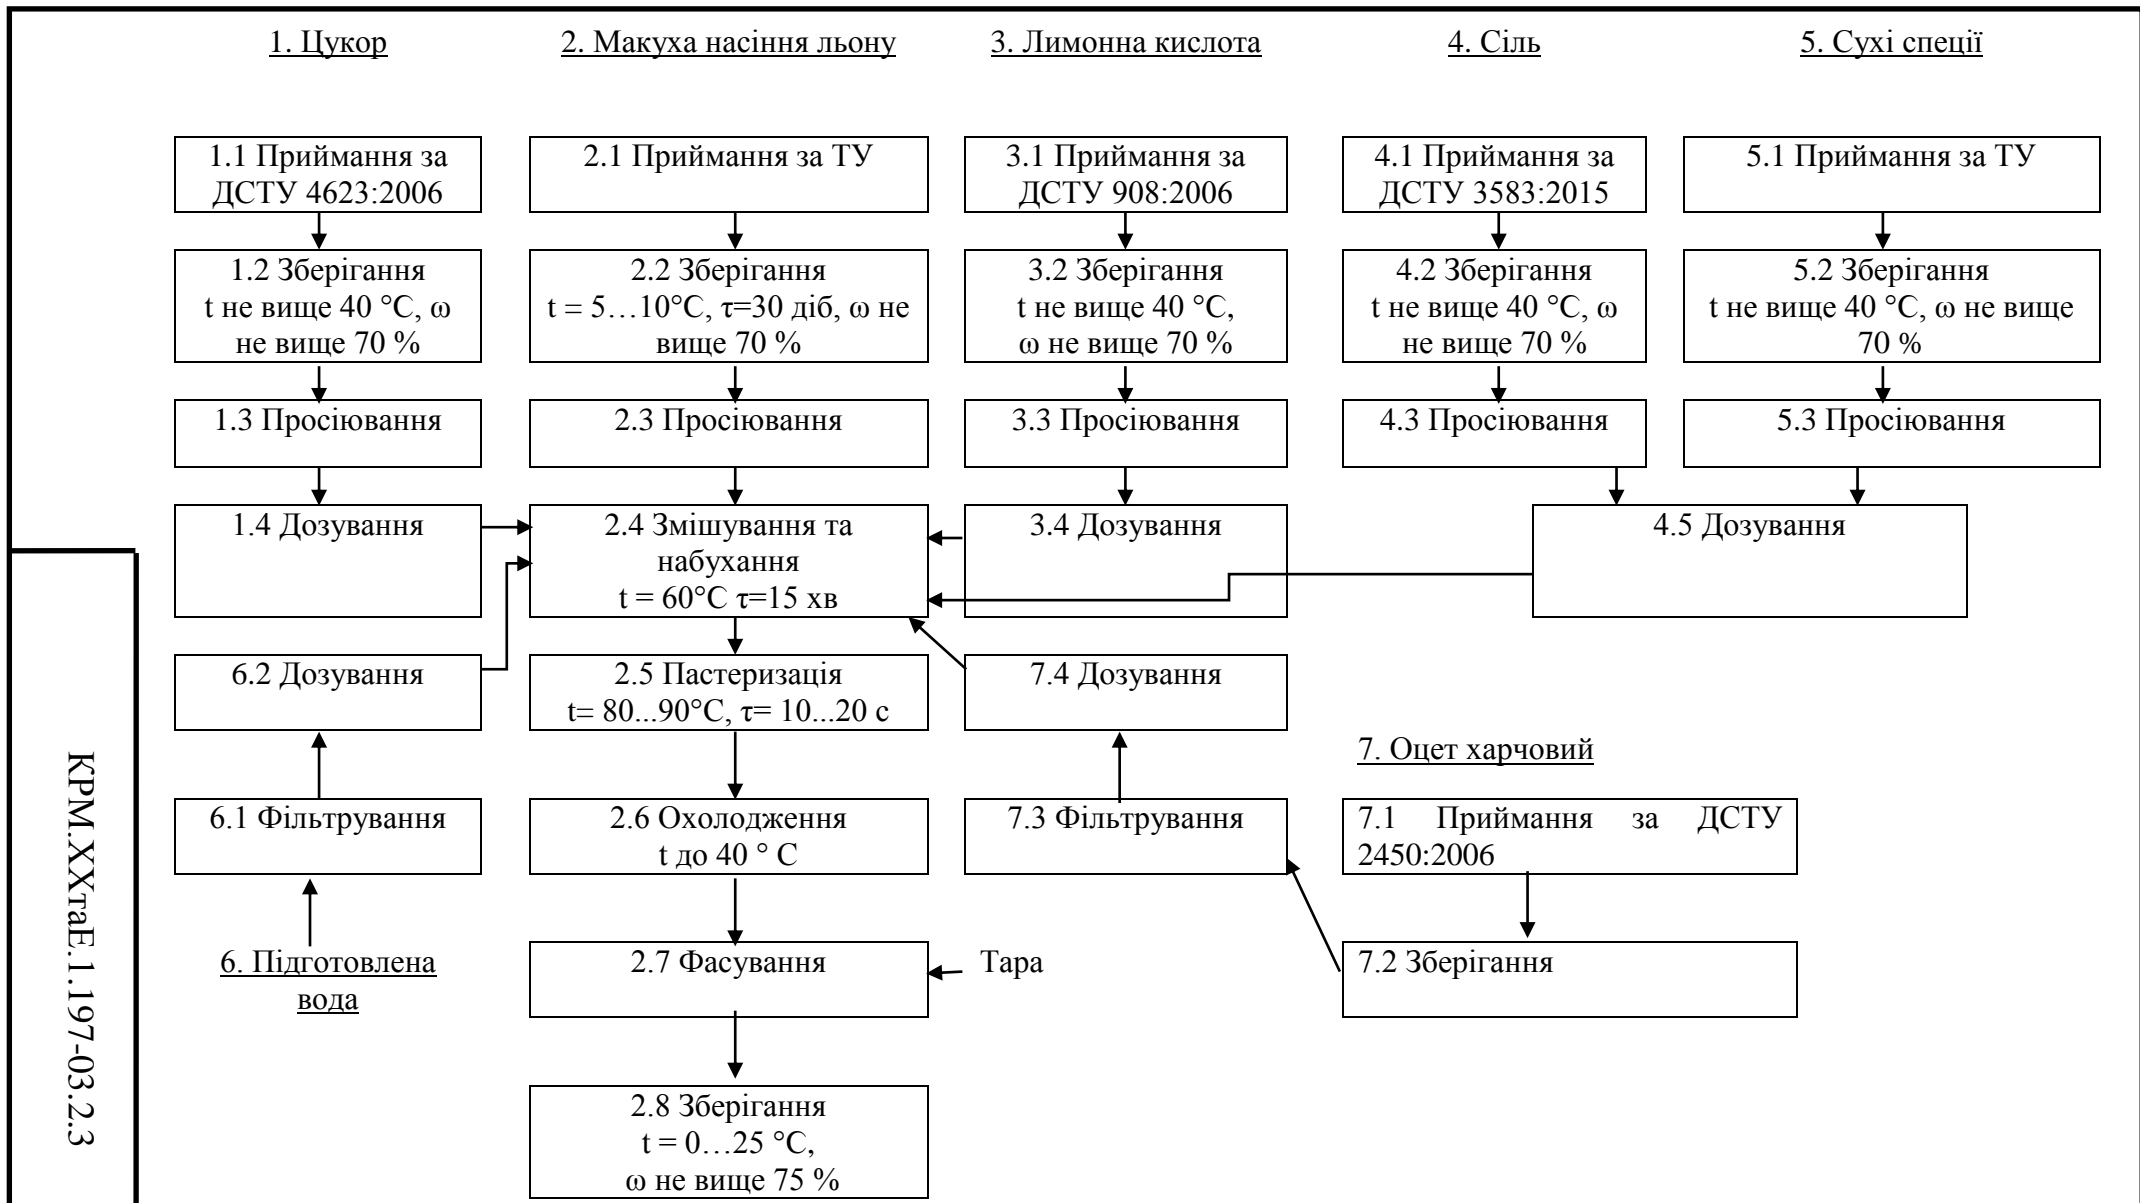 1. Цукор
2. Макуха насіння льону
3. Лимонна кислота
4. Сіль
5. Сухі спеції
1.1 Приймання за
ДСТУ 4623:2006
2.1 Приймання за ТУ
3.1 Приймання за
ДСТУ 908:2006
4.1 Приймання за
ДСТУ 3583:2015
5.1 Приймання за ТУ
1.2 Зберігання
t не вище 40 °С, ω
не вище 70 %
2.2 Зберігання
t = 5…10°С, τ=30 діб, ω не
вище 70 %
3.2 Зберігання
t не вище 40 °С,
ω не вище 70 %
4.2 Зберігання
t не вище 40 °С, ω
не вище 70 %
5.2 Зберігання
t не вище 40 °С, ω не вище
70 %
1.3 Просіювання
2.3 Просіювання
3.3 Просіювання
4.3 Просіювання
5.3 Просіювання
1.4 Дозування
2.4 Змішування та
набухання
t = 60°С τ=15 хв
3.4 Дозування
4.5 Дозування
6.2 Дозування
2.5 Пастеризація
t= 80...90°С, τ= 10...20 с
7.4 Дозування
7. Оцет харчовий
6.1 Фільтрування
2.6 Охолодження
t до 40 ° С
7.3 Фільтрування
7.1 Приймання за ДСТУ
2450:2006
6. Підготовлена
вода
2.7 Фасування
Тара
7.2 Зберігання
2.8 Зберігання
t = 0…25 °С,
ω не вище 75 %
КРМ.ХХтаЕ.1.197-03.2.3